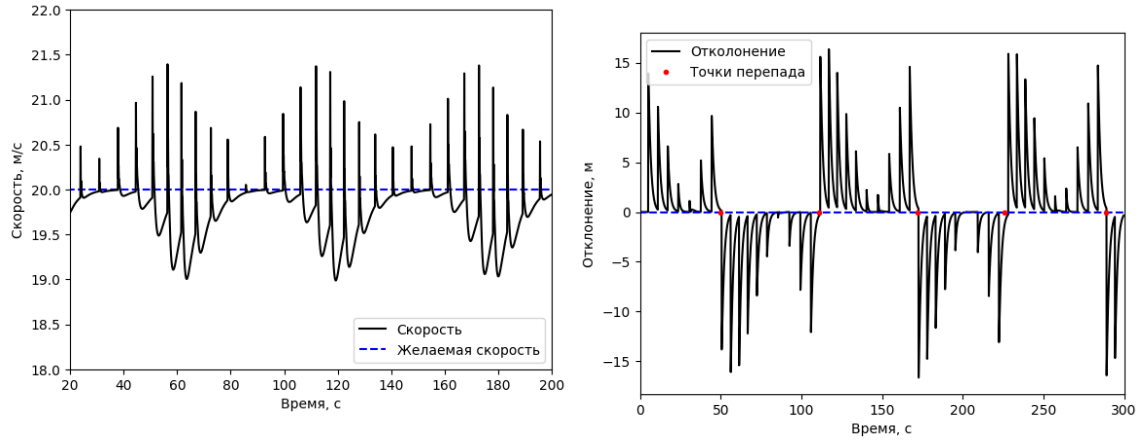 22.0
21.5
21.0
20.5
20.0
19.5
19.0
18.5
18.0
Скорость, м/с
Скорость
Желаемая скорость
20 40 60 80 100 120 140 160 180 200
Время, с
15
10
5
0
−5
−10
−15
Отклонение, м
Отколонение
Точки перепада
0 50 100 150 200 250 300
Время, с